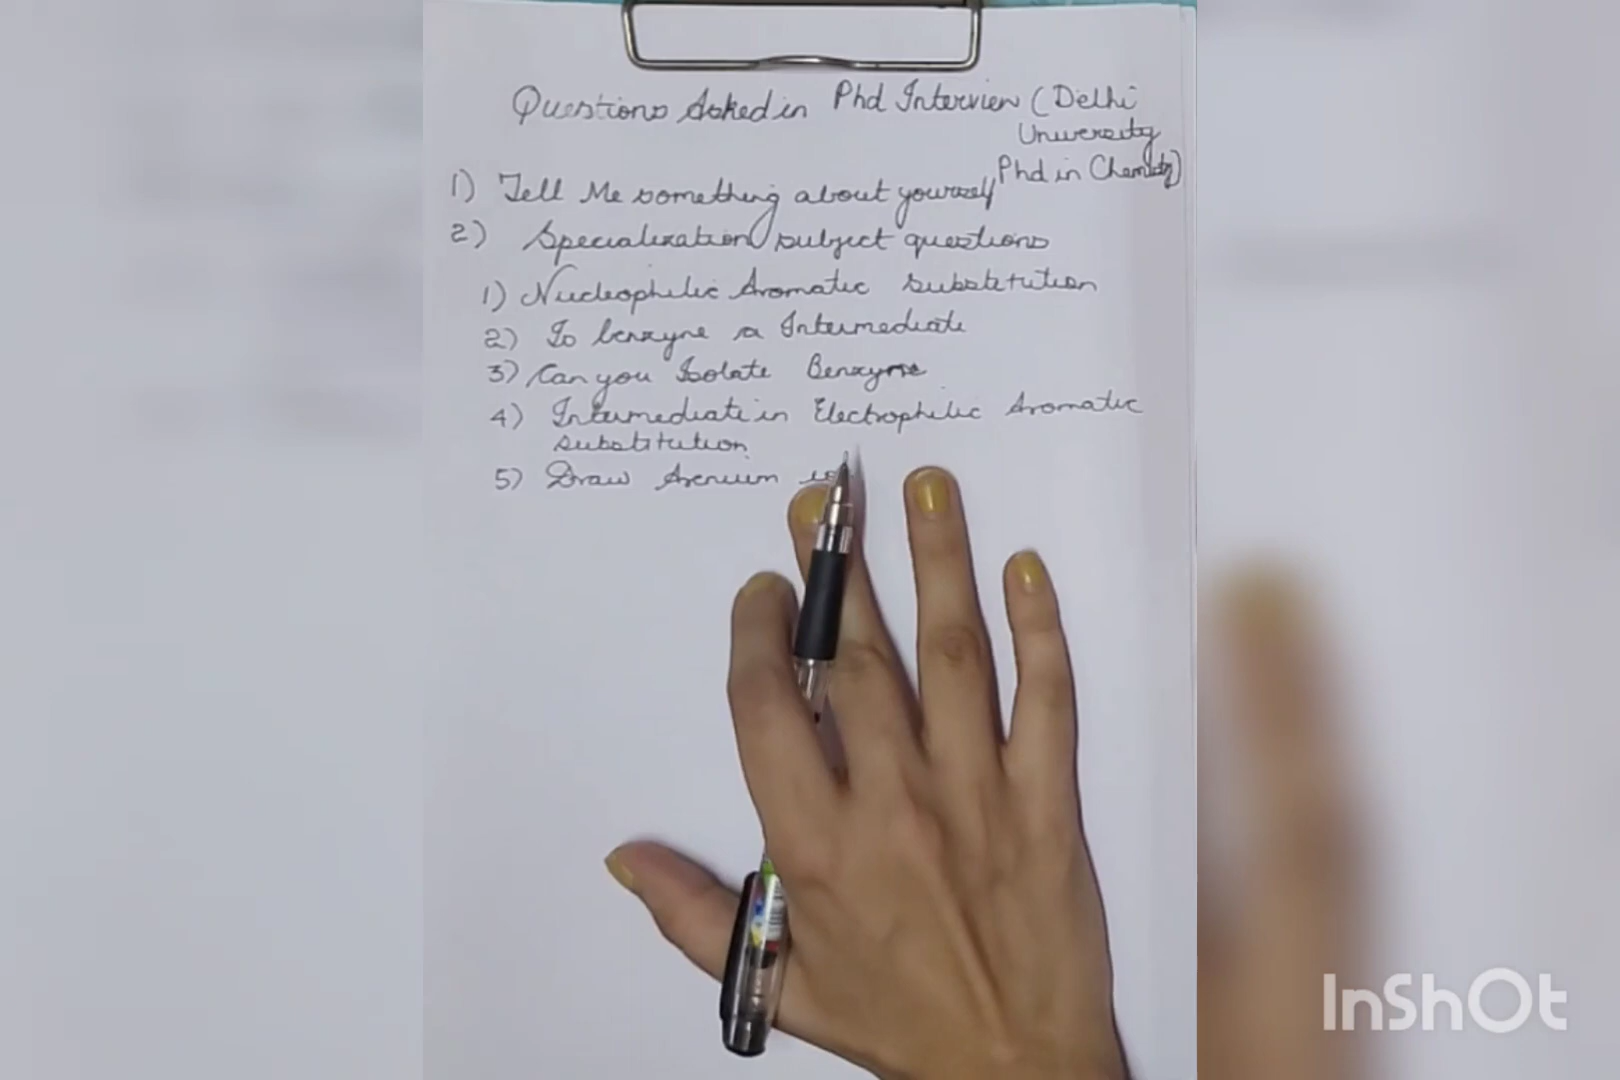 Questions Asked in Phd Interview (Delhi
University
Phd in Chemistry)
1) Tell Me something about yourself
2) Specialization subject questions
1) Nucleophilic Aromatic substitution
2) Is benzyne a Intermediate
3) Can you Isolate Benzyne
4) Intermediate in Electrophilic Aromatic
substitution
5) Draw Arenium
InShOt